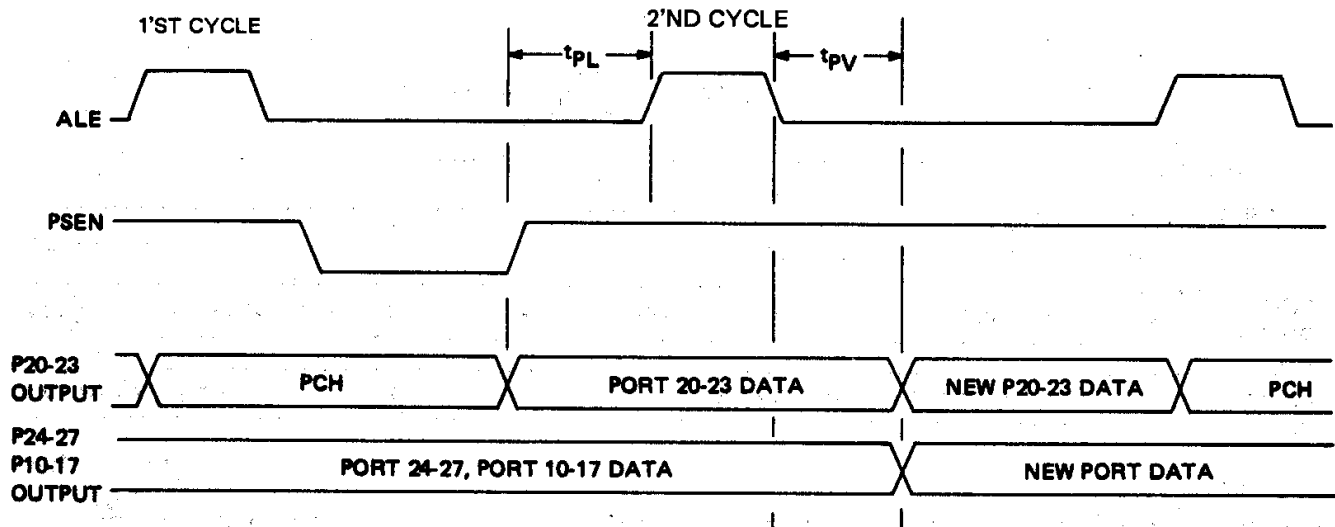 1'ST CYCLE
2'ND CYCLE
tPL
tPV
ALE
PSEN
P20-23
OUTPUT
PCH
PORT 20-23 DATA
NEW P20-23 DATA
PCH
P24-27
P10-17
OUTPUT
PORT 24-27, PORT 10-17 DATA
NEW PORT DATA